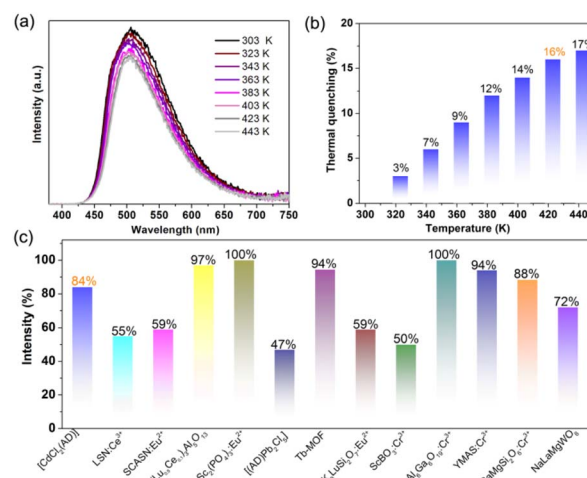 (a)
303 K
323 K
343 K
363 K
383 K
403 K
423 K
443 K
Intensity (a.u.)
400 450 500 550 600 650 700 750
Wavelength (nm)
(b)
Thermal quenching (%)
20
15
10
5
0
3%
7%
9%
12%
14%
16%
17%
300 320 340 360 380 400 420 440
Temperature (K)
(c)
Intensity (%)
100
80
60
40
20
0
84%
55%
59%
97%
100%
47%
94%
59%
50%
100%
94%
88%
72%
[CdCl₂(AD)]
LSN:Ce³⁺
SCASN:Eu²⁺
[(AD)Pb₂Cl₅]
Tb-MOF
LuSi₂O₇:Eu²⁺
ScBO₃:Cr³⁺
YMAS:Cr³⁺
NaLaMgWO₆